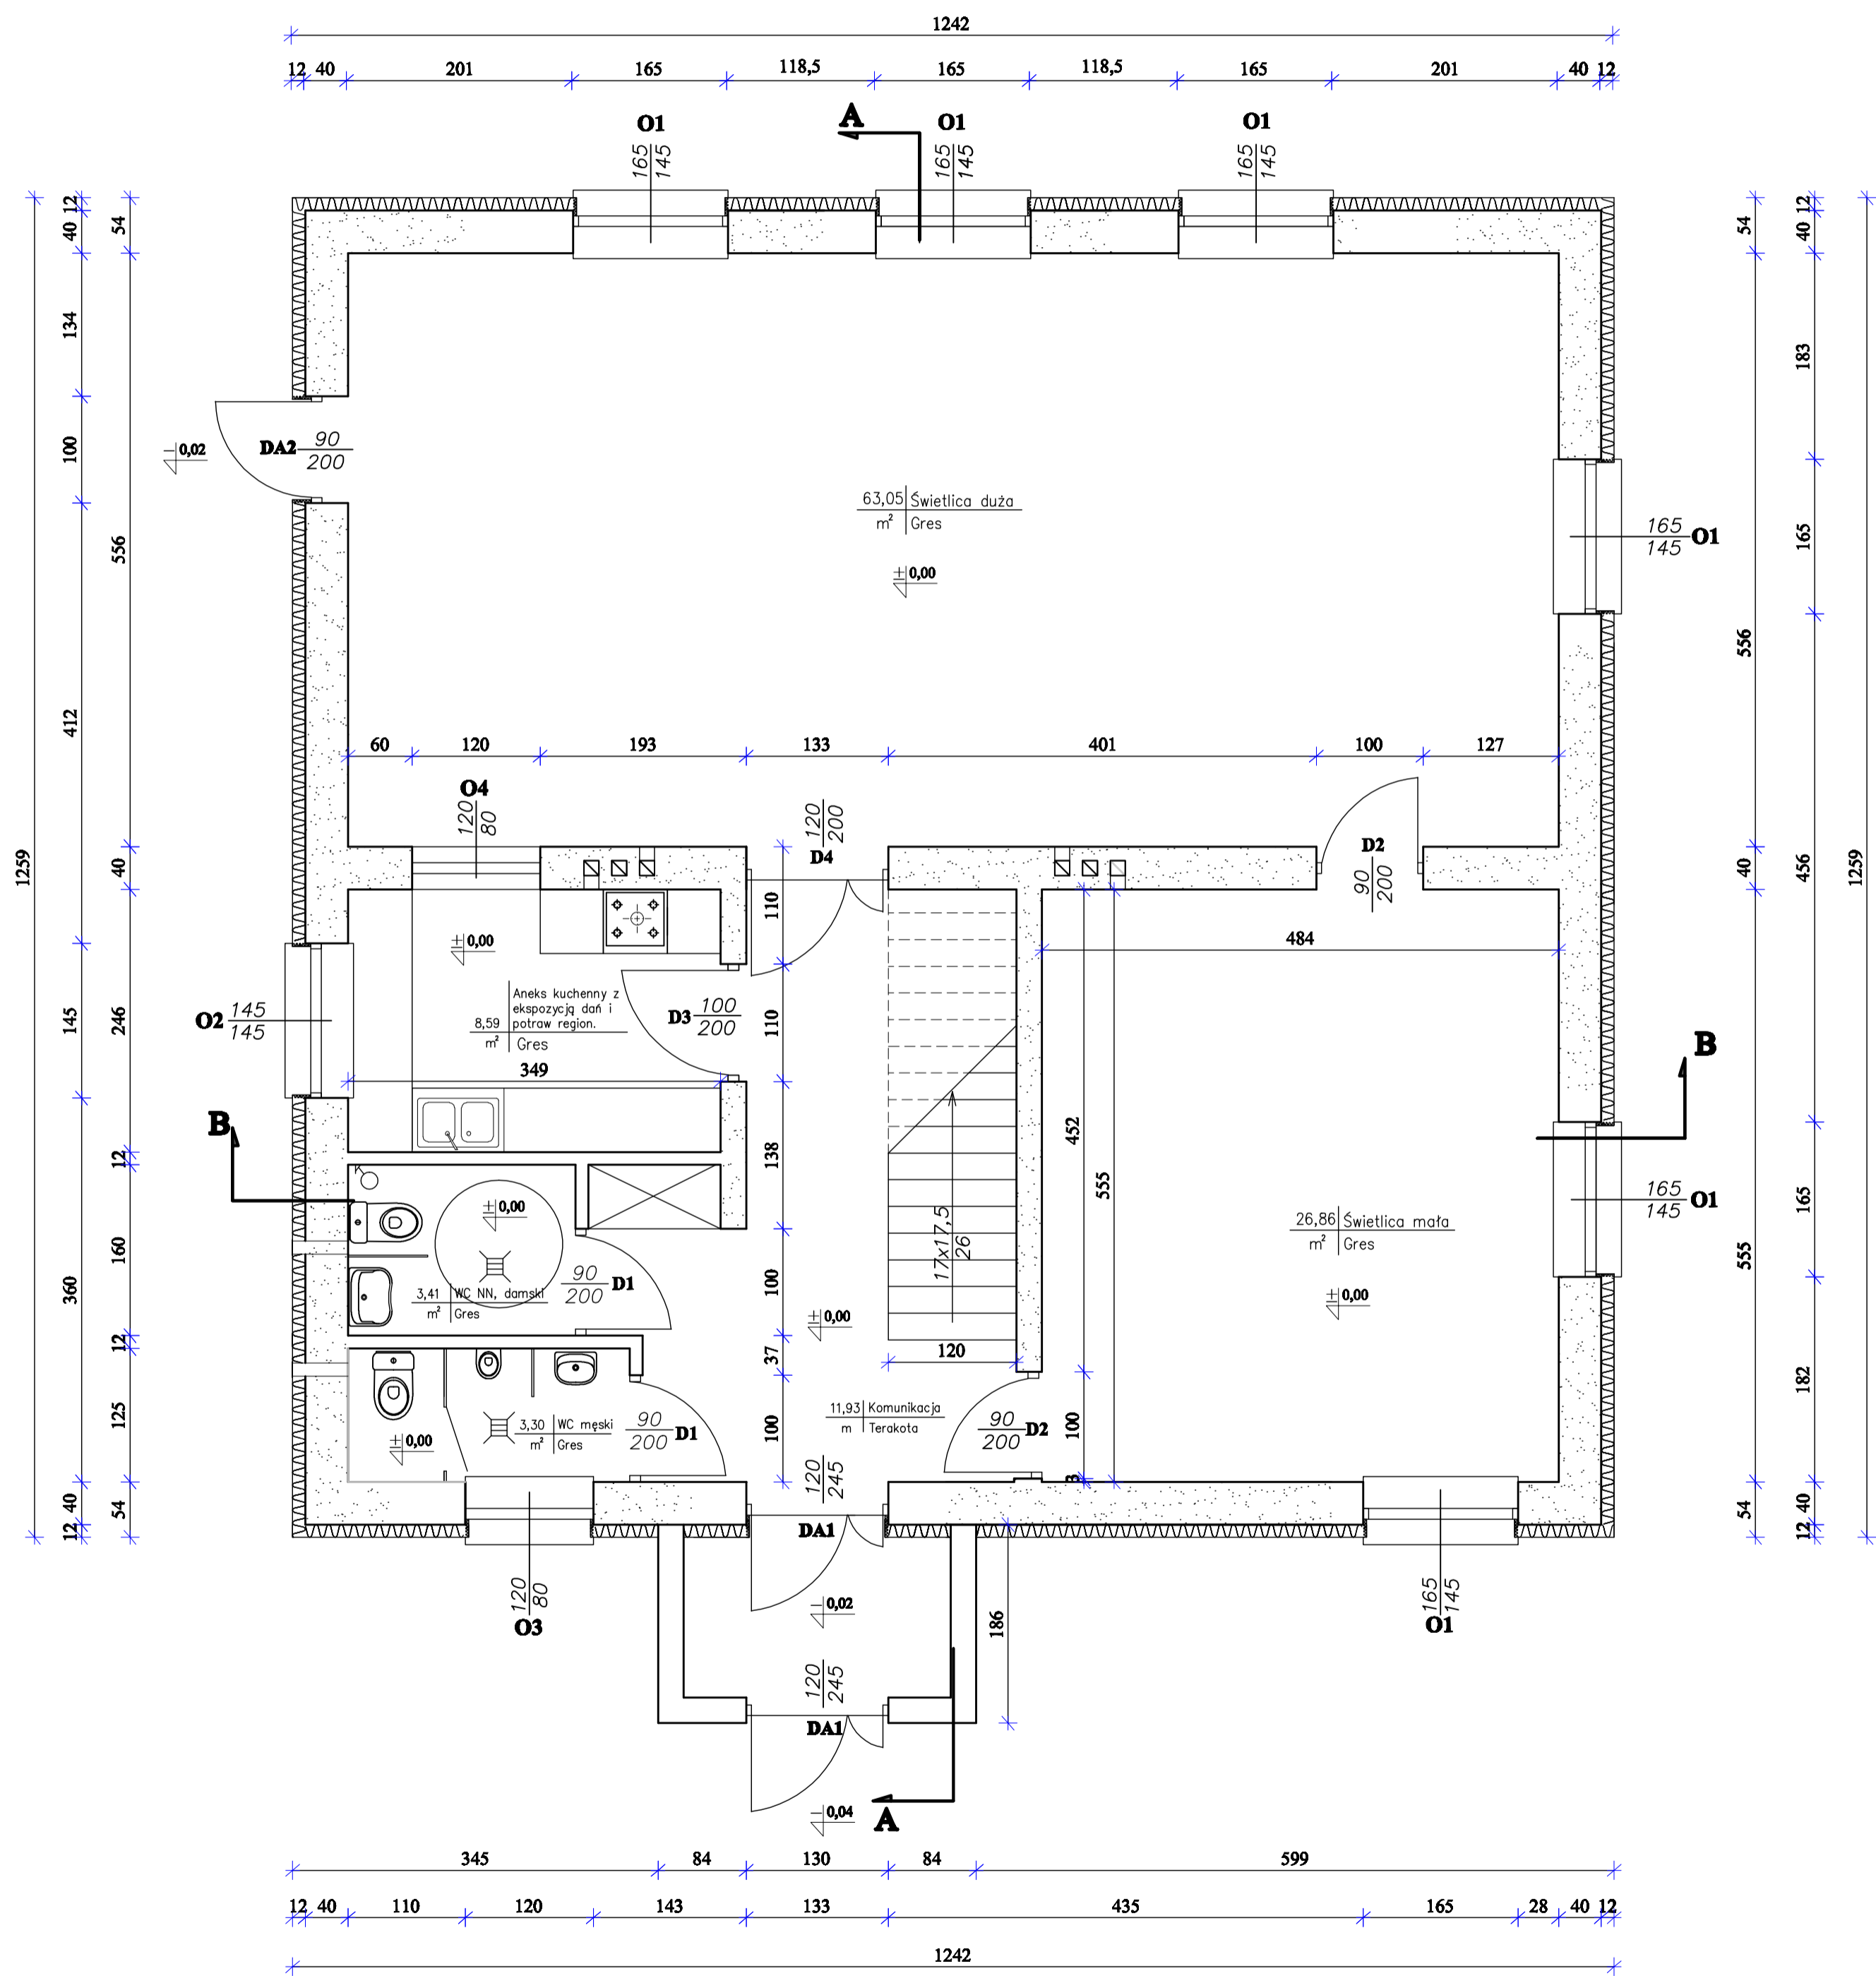 1242
12 40 201 165 118,5 165 118,5 165 201 40 12
A
O1 O1 O1
165 145
165 145
165 145
1259
12
40
134
100
412
145
360
40
12
54
556
40
246
12
160
12
125
54
DA2 90
200
0,02
63,05 Świetlica duża
m² Gres
± 0,00
165 O1
145
60 120 193 133 401 100 127
O4
120 80
120 200
D4
D2
90 200
110
110
138
100
37
100
± 0,00
Aneks kuchenny z
ekspozycją dań i
8,59 potraw region.
m² Gres
D3 100
200
349
O2 145
145
B
B
484
452
555
100
3
17x17,5
26
120
± 0,00
3,41 WC NN, damski
m² Gres
90 D1
200
± 0,00
26,86 Świetlica mała
m² Gres
± 0,00
165 O1
145
3,30 WC męski
m² Gres
± 0,00
90 D1
200
11,93 Komunikacja
m Terakota
90 D2
200
120 245
DA1
0,02
186
120 245
DA1
0,04
A
120 80
O3
165 145
O1
54
556
40
555
54
12
40
183
165
456
165
182
40
12
1259
345 84 130 84 599
12 40 110 120 143 133 435 165 28 40 12
1242